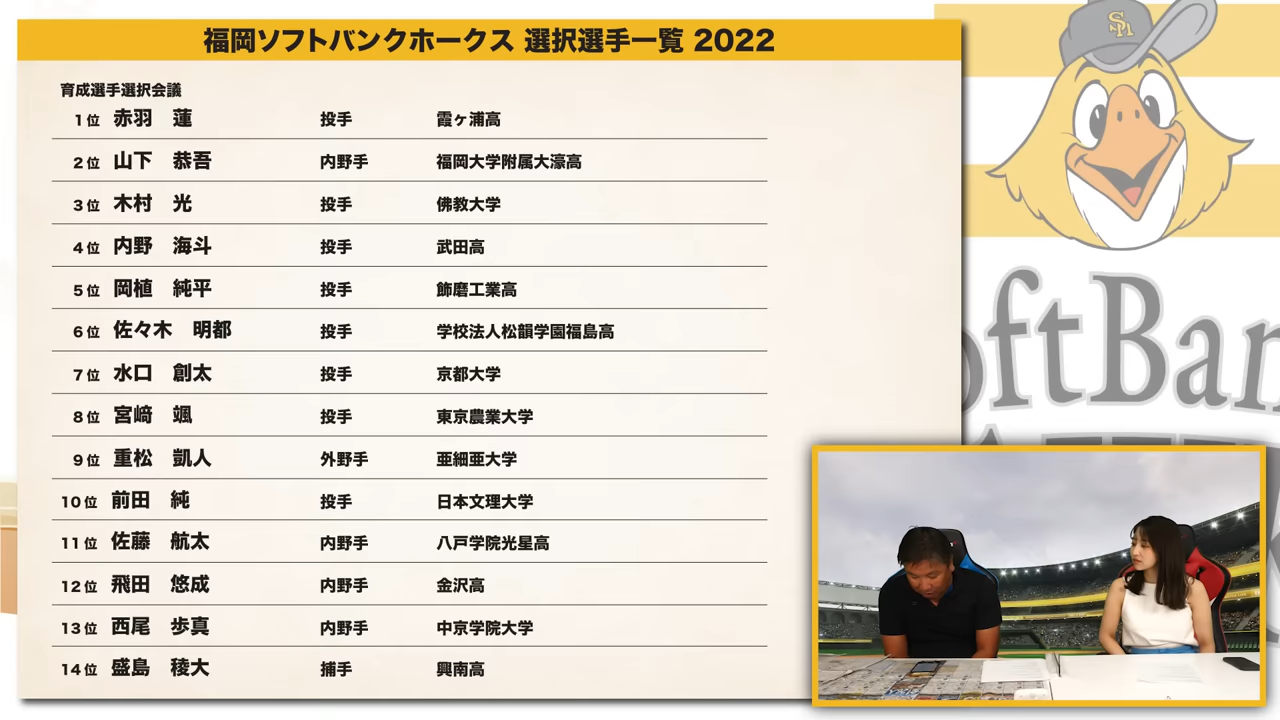 福岡ソフトバンクホークス 選択選手一覧 2022
育成選手選択会議
1位 赤羽 蓮 投手 霞ヶ浦高
2位 山下 恭吾 内野手 福岡大学附属大濠高
3位 木村 光 投手 佛教大学
4位 内野 海斗 投手 武田高
5位 岡植 純平 投手 飾磨工業高
6位 佐々木 明都 投手 学校法人松韻学園福島高
7位 水口 創太 投手 京都大学
8位 宮﨑 颯 投手 東京農業大学
9位 重松 凱人 外野手 亜細亜大学
10位 前田 純 投手 日本文理大学
11位 佐藤 航太 内野手 八戸学院光星高
12位 飛田 悠成 内野手 金沢高
13位 西尾 歩真 内野手 中京学院大学
14位 盛島 稜大 捕手 興南高
SH
oftBan